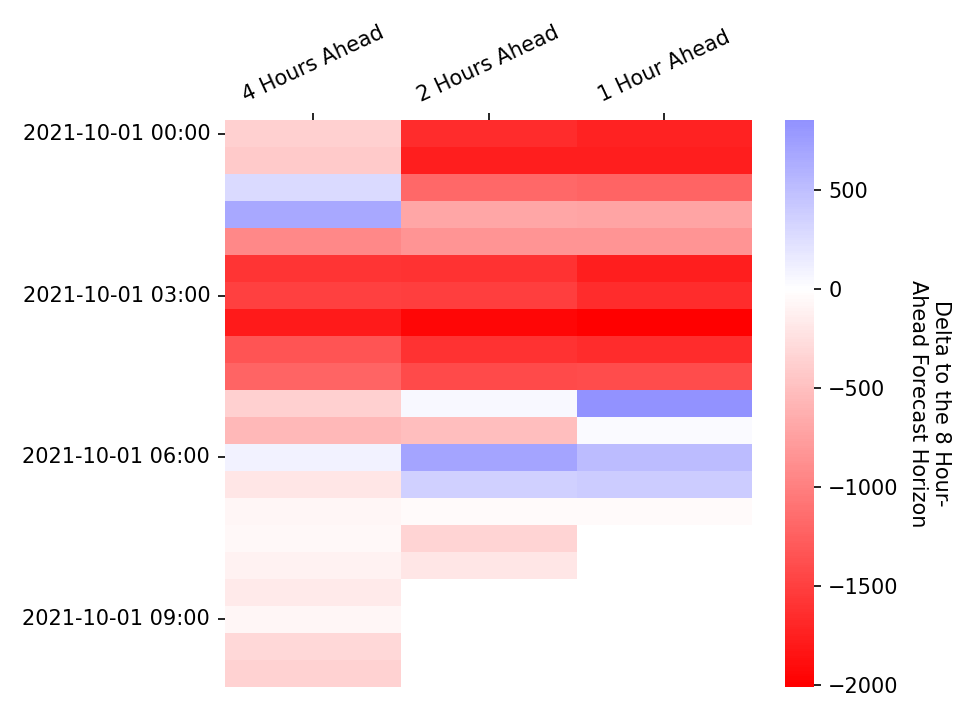 4 Hours Ahead
2 Hours Ahead
1 Hour Ahead
2021-10-01 00:00
2021-10-01 03:00
2021-10-01 06:00
2021-10-01 09:00
500
0
−500
−1000
−1500
−2000
Delta to the 8 Hour-
Ahead Forecast Horizon